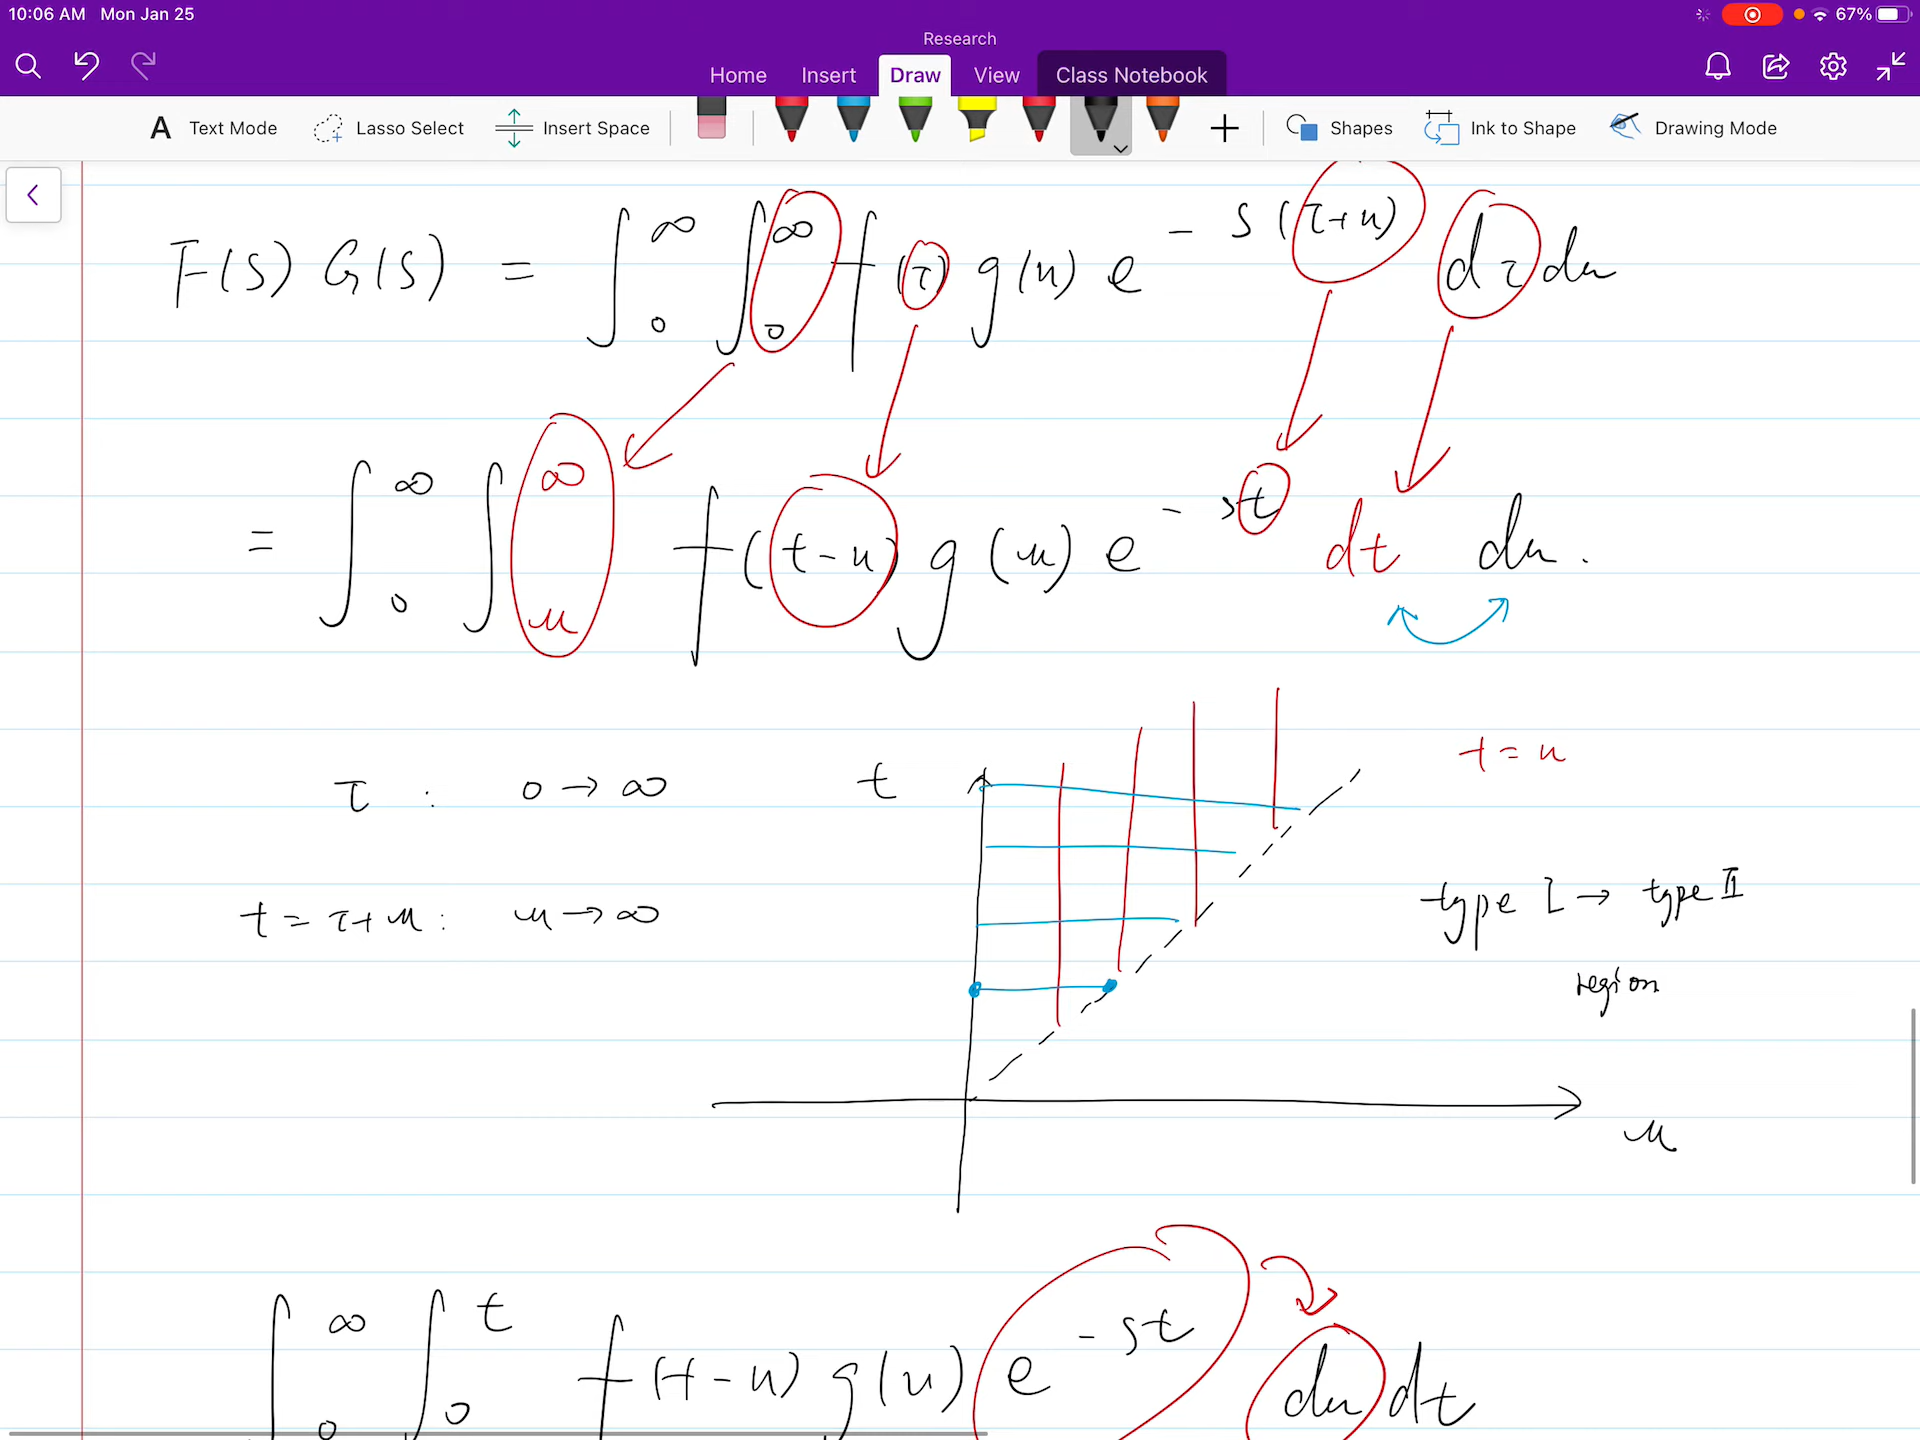 10:06 AM Mon Jan 25 67%
Research
Home Insert Draw View Class Notebook
A Text Mode Lasso Select Insert Space Shapes Ink to Shape Drawing Mode
F(s) G(s) = ∫₀^∞ ∫₀^∞ f(τ) g(u) e^{-s(τ+u)} dτ du
= ∫₀^∞ ∫_u^∞ f(t-u) g(u) e^{-st} dt du.
τ : 0 → ∞
t = τ+u : u → ∞
t
t = u
type I → type II
region
u
∫₀^∞ ∫₀^t f(t-u) g(u) e^{-st} du dt